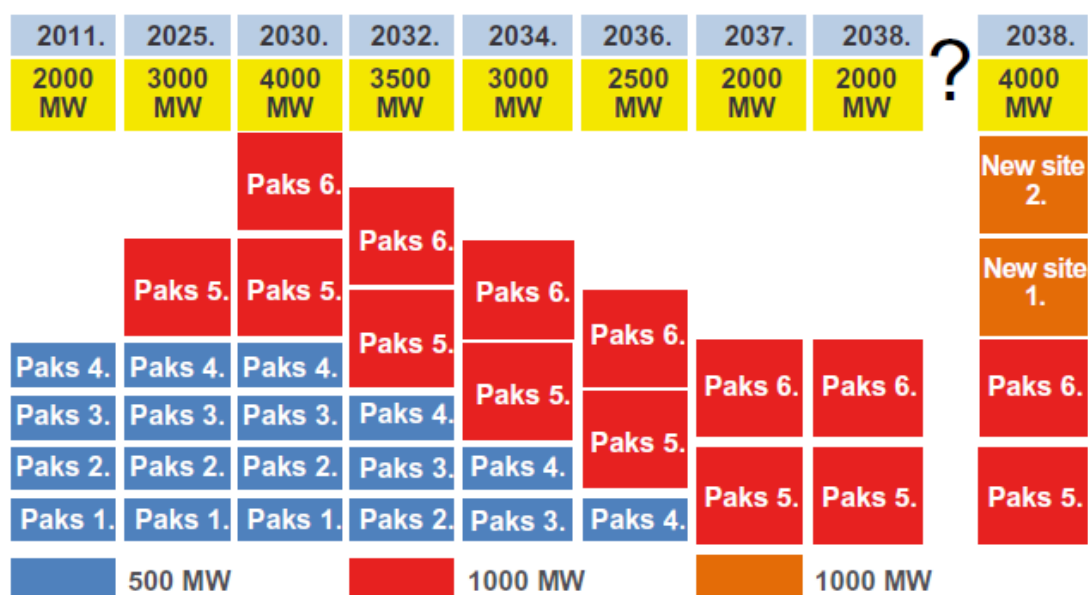 2011. 2025. 2030. 2032. 2034. 2036. 2037. 2038. ? 2038.
2000 3000 4000 3500 3000 2500 2000 2000 4000
MW MW MW MW MW MW MW MW MW
Paks 6. New site
2.
Paks 6.
Paks 5. Paks 5. Paks 6. New site
1.
Paks 5. Paks 6.
Paks 4. Paks 4. Paks 4. Paks 6. Paks 6. Paks 6.
Paks 3. Paks 3. Paks 3. Paks 4. Paks 5.
Paks 2. Paks 2. Paks 2. Paks 3. Paks 4. Paks 5.
Paks 5. Paks 5. Paks 5.
Paks 1. Paks 1. Paks 1. Paks 2. Paks 3. Paks 4.
500 MW 1000 MW 1000 MW